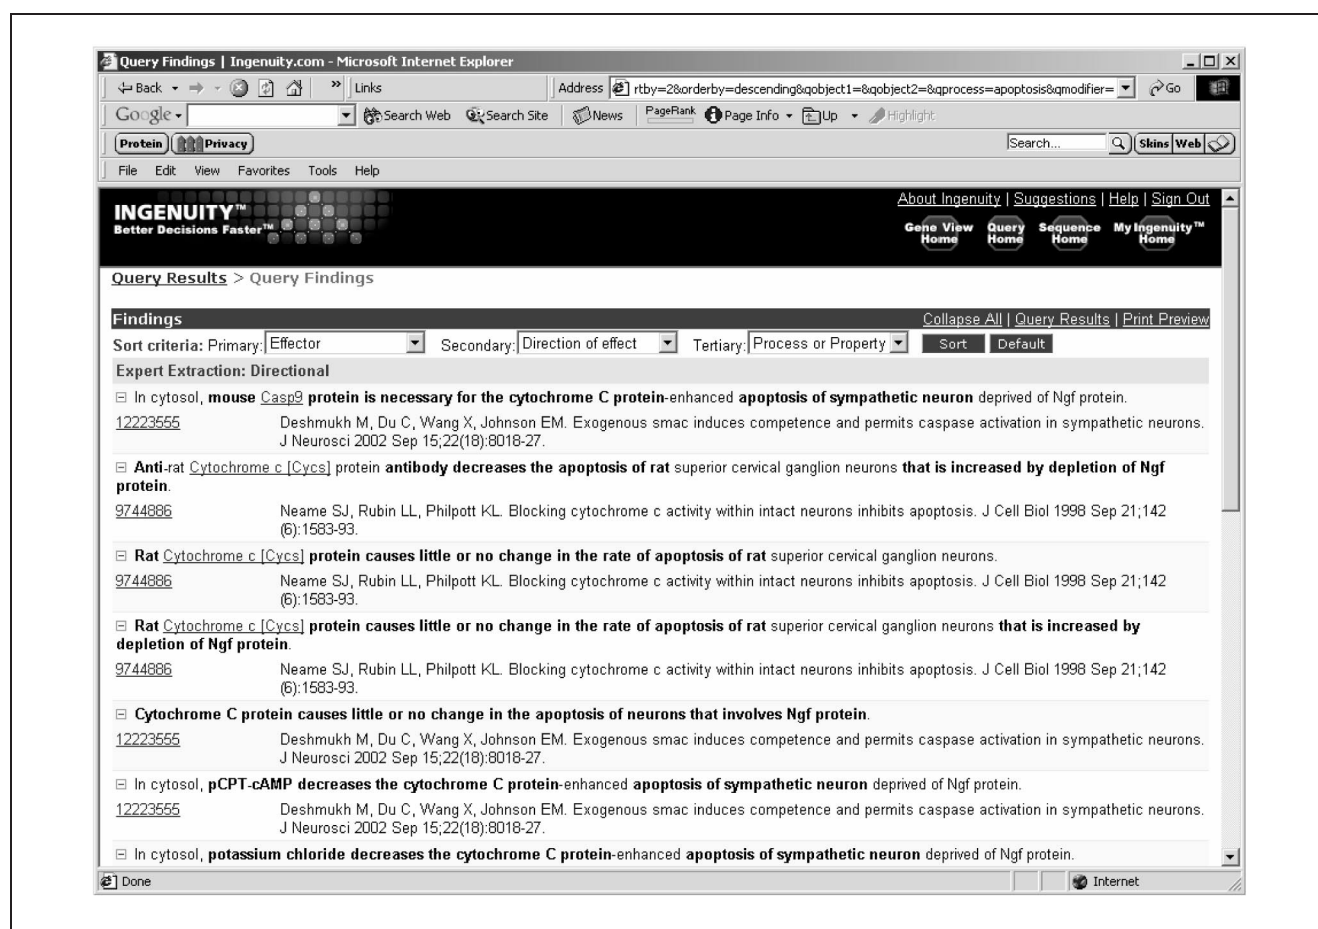 Query Findings | Ingenuity.com - Microsoft Internet Explorer
Back » Links Address rtby=2&orderby=descending&qobject1=&qobject2=&qprocess=apoptosis&qmodifier= Go
Google Search Web Search Site News PageRank Page Info Up Highlight
Protein Privacy Search... Skins Web
File Edit View Favorites Tools Help
INGENUITY™ About Ingenuity | Suggestions | Help | Sign Out
Better Decisions Faster™ Gene View Home Query Home Sequence Home My Ingenuity™ Home
Query Results > Query Findings
Findings Collapse All | Query Results | Print Preview
Sort criteria: Primary: Effector Secondary: Direction of effect Tertiary: Process or Property Sort Default
Expert Extraction: Directional
In cytosol, mouse Casp9 protein is necessary for the cytochrome C protein-enhanced apoptosis of sympathetic neuron deprived of Ngf protein.
12223555 Deshmukh M, Du C, Wang X, Johnson EM. Exogenous smac induces competence and permits caspase activation in sympathetic neurons.
J Neurosci 2002 Sep 15;22(18):8018-27.
Anti-rat Cytochrome c [Cycs] protein antibody decreases the apoptosis of rat superior cervical ganglion neurons that is increased by depletion of Ngf
protein.
9744886 Neame SJ, Rubin LL, Philpott KL. Blocking cytochrome c activity within intact neurons inhibits apoptosis. J Cell Biol 1998 Sep 21;142
(6):1583-93.
Rat Cytochrome c [Cycs] protein causes little or no change in the rate of apoptosis of rat superior cervical ganglion neurons.
9744886 Neame SJ, Rubin LL, Philpott KL. Blocking cytochrome c activity within intact neurons inhibits apoptosis. J Cell Biol 1998 Sep 21;142
(6):1583-93.
Rat Cytochrome c [Cycs] protein causes little or no change in the rate of apoptosis of rat superior cervical ganglion neurons that is increased by
depletion of Ngf protein.
9744886 Neame SJ, Rubin LL, Philpott KL. Blocking cytochrome c activity within intact neurons inhibits apoptosis. J Cell Biol 1998 Sep 21;142
(6):1583-93.
Cytochrome C protein causes little or no change in the apoptosis of neurons that involves Ngf protein.
12223555 Deshmukh M, Du C, Wang X, Johnson EM. Exogenous smac induces competence and permits caspase activation in sympathetic neurons.
J Neurosci 2002 Sep 15;22(18):8018-27.
In cytosol, pCPT-cAMP decreases the cytochrome C protein-enhanced apoptosis of sympathetic neuron deprived of Ngf protein.
12223555 Deshmukh M, Du C, Wang X, Johnson EM. Exogenous smac induces competence and permits caspase activation in sympathetic neurons.
J Neurosci 2002 Sep 15;22(18):8018-27.
In cytosol, potassium chloride decreases the cytochrome C protein-enhanced apoptosis of sympathetic neuron deprived of Ngf protein.
Done Internet